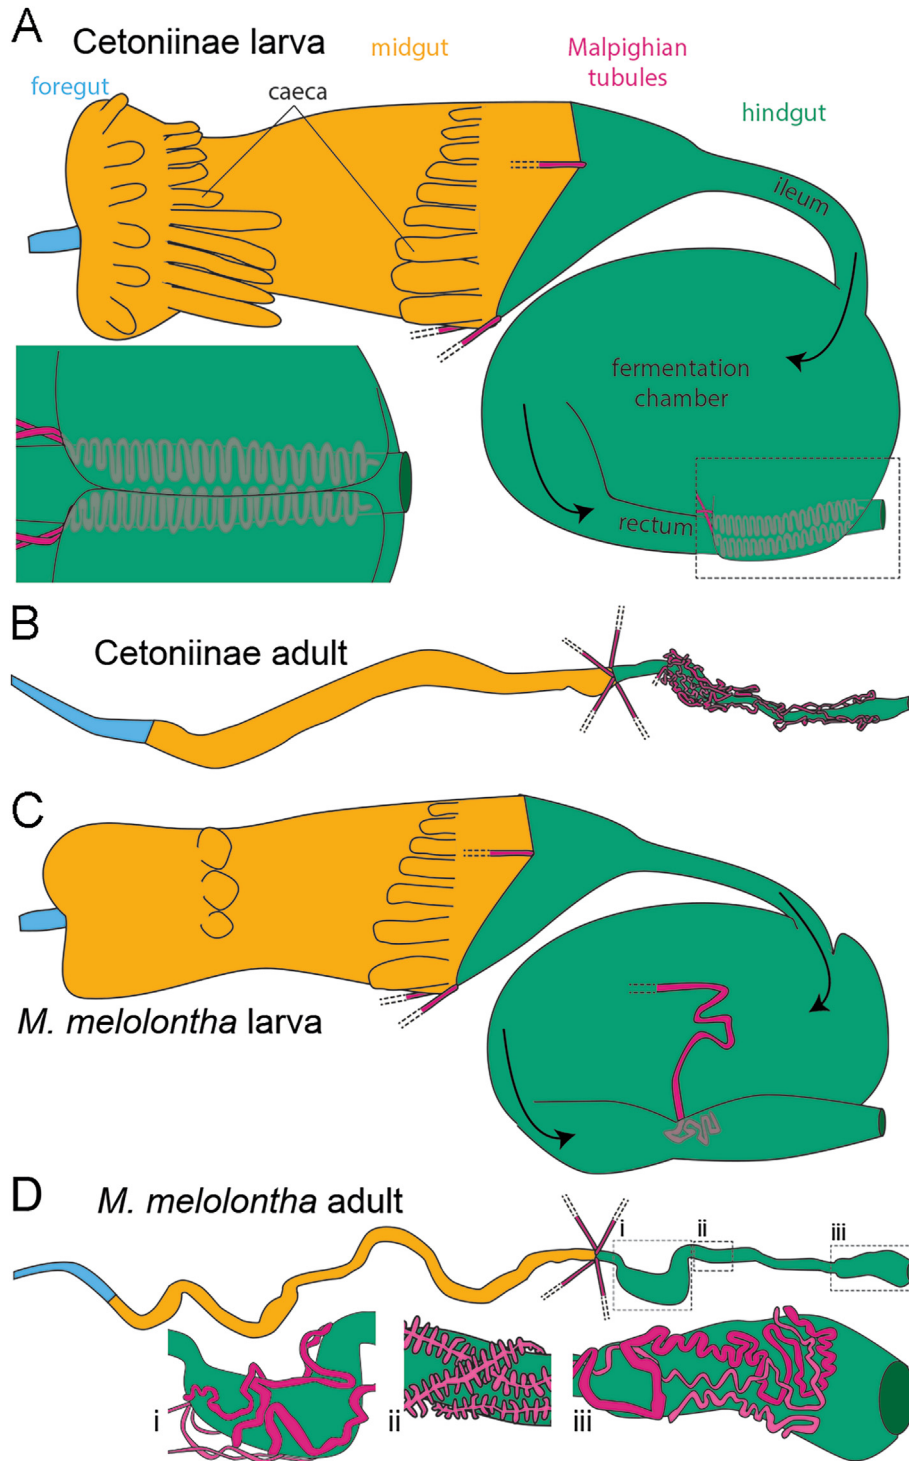 A
Cetoniinae larva
midgut
Malpighian
tubules
foregut
caeca
hindgut
ileum
fermentation
chamber
rectum
B
Cetoniinae adult
C
M. melolontha larva
D
M. melolontha adult
i
ii
iii
i
ii
iii